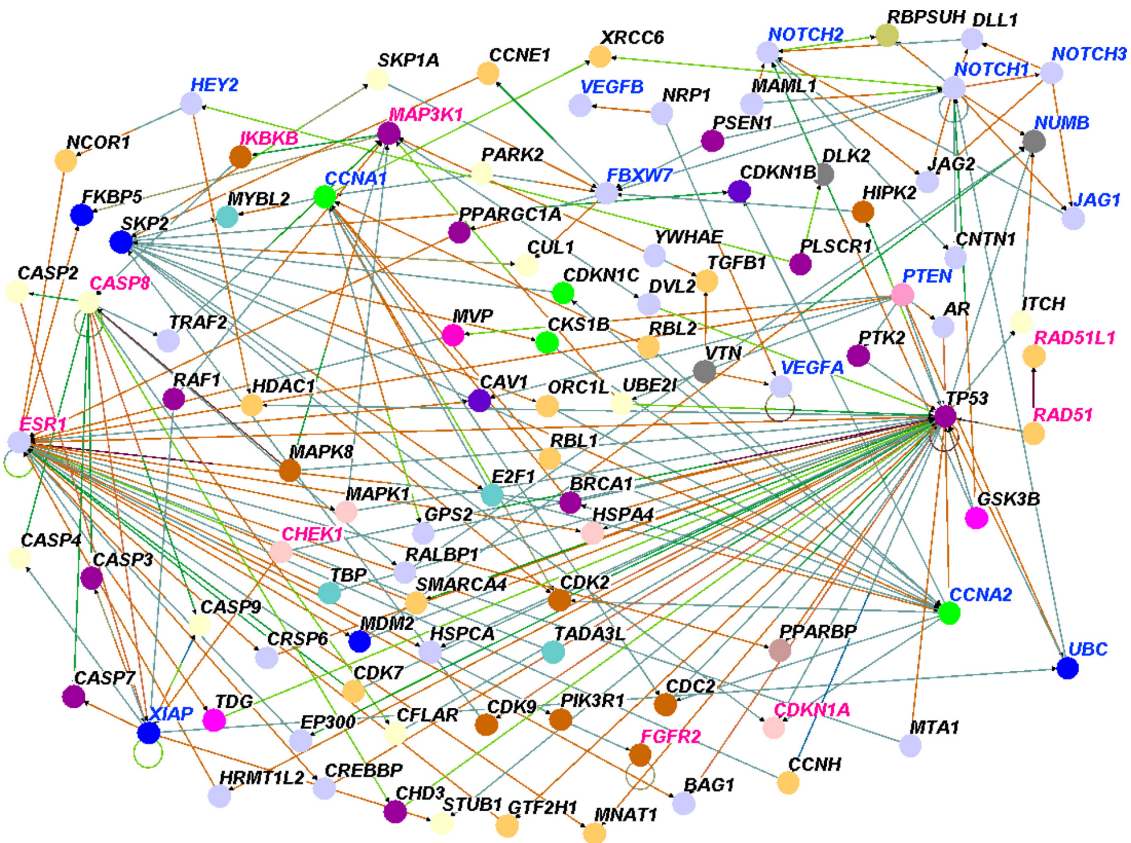 RBPSUH
DLL1
XRCC6
NOTCH2
NOTCH3
CCNE1
SKP1A
NOTCH1
HEY2
VEGFB
NRP1
MAML1
MAP3K1
NUMB
PSEN1
IKBKB
NCOR1
PARK2
CDKN1B
DLK2
JAG2
CCNA1
FBXW7
FKBP5
MYBL2
HIPK2
JAG1
SKP2
PPARGC1A
CUL1
YWHAE
PLSCR1
CNTN1
TGFB1
CASP2
CDKN1C
PTEN
CASP8
DVL2
AR
ITCH
TRAF2
MVP
CKS1B
RBL2
PTK2
RAD51L1
VTN
VEGFA
RAF1
HDAC1
CAV1
ORC1L
UBE2I
TP53
RAD51
ESR1
RBL1
MAPK8
E2F1
BRCA1
GSK3B
MAPK1
GPS2
HSPA4
CHEK1
CASP4
CASP3
RALBP1
TBP
SMARCA4
CDK2
CCNA2
CASP9
CRSP6
MDM2
HSPCA
TADA3L
PPARBP
UBC
CASP7
TDG
CDK7
PIK3R1
CDC2
CDKN1A
XIAP
EP300
CFLAR
CDK9
FGFR2
MTA1
HRMT1L2
CREBBP
CCNH
CHD3
STUB1
GTF2H1
MNAT1
BAG1